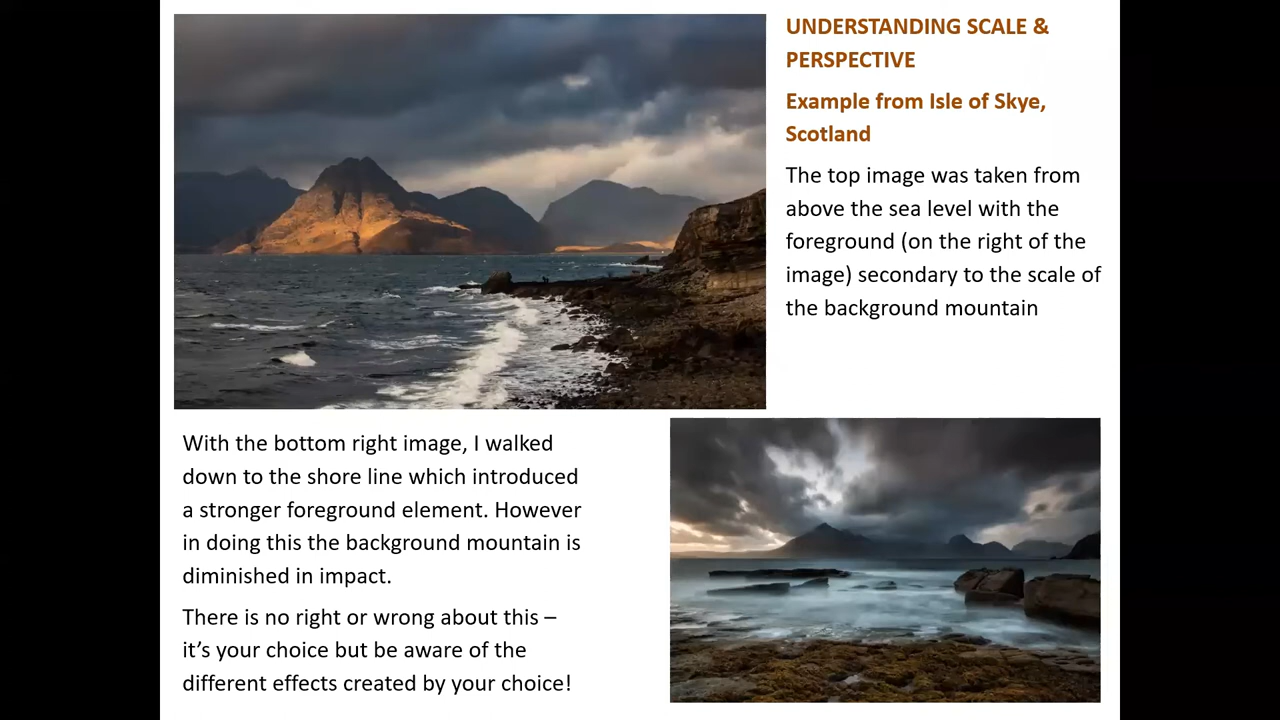 UNDERSTANDING SCALE &
PERSPECTIVE
Example from Isle of Skye,
Scotland
The top image was taken from
above the sea level with the
foreground (on the right of the
image) secondary to the scale of
the background mountain
With the bottom right image, I walked
down to the shore line which introduced
a stronger foreground element. However
in doing this the background mountain is
diminished in impact.
There is no right or wrong about this –
it’s your choice but be aware of the
different effects created by your choice!